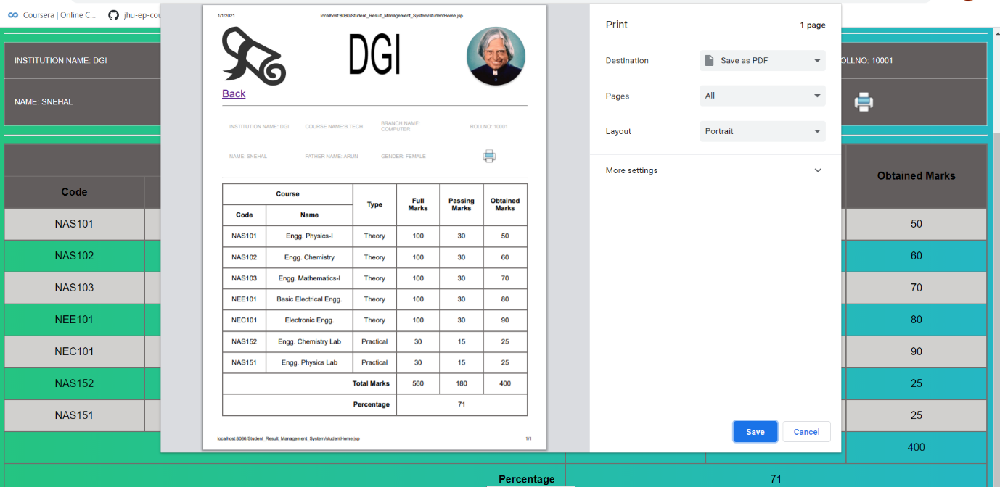 Coursera | Online C...
jhu-ep-cou
INSTITUTION NAME: DGI
NAME: SNEHAL
Code
NAS101
NAS102
NAS103
NEE101
NEC101
NAS152
NAS151
1/1/2021 localhost:8080/Student_Result_Management_System/studentHome.jsp
DGI
Back
INSTITUTION NAME: DGI COURSE NAME:B.TECH BRANCH NAME: COMPUTER ROLLNO: 10001
NAME: SNEHAL FATHER NAME: ARUN GENDER: FEMALE
Course Type Full Marks Passing Marks Obtained Marks
Code Name
NAS101 Engg. Physics-I Theory 100 30 50
NAS102 Engg. Chemistry Theory 100 30 60
NAS103 Engg. Mathematics-I Theory 100 30 70
NEE101 Basic Electrical Engg. Theory 100 30 80
NEC101 Electronic Engg. Theory 100 30 90
NAS152 Engg. Chemistry Lab Practical 30 15 25
NAS151 Engg. Physics Lab Practical 30 15 25
Total Marks 560 180 400
Percentage 71
localhost:8080/Student_Result_Management_System/studentHome.jsp 1/1
Print 1 page
Destination Save as PDF
Pages All
Layout Portrait
More settings
Save Cancel
OLLNO: 10001
Obtained Marks
50
60
70
80
90
25
25
400
Percentage 71